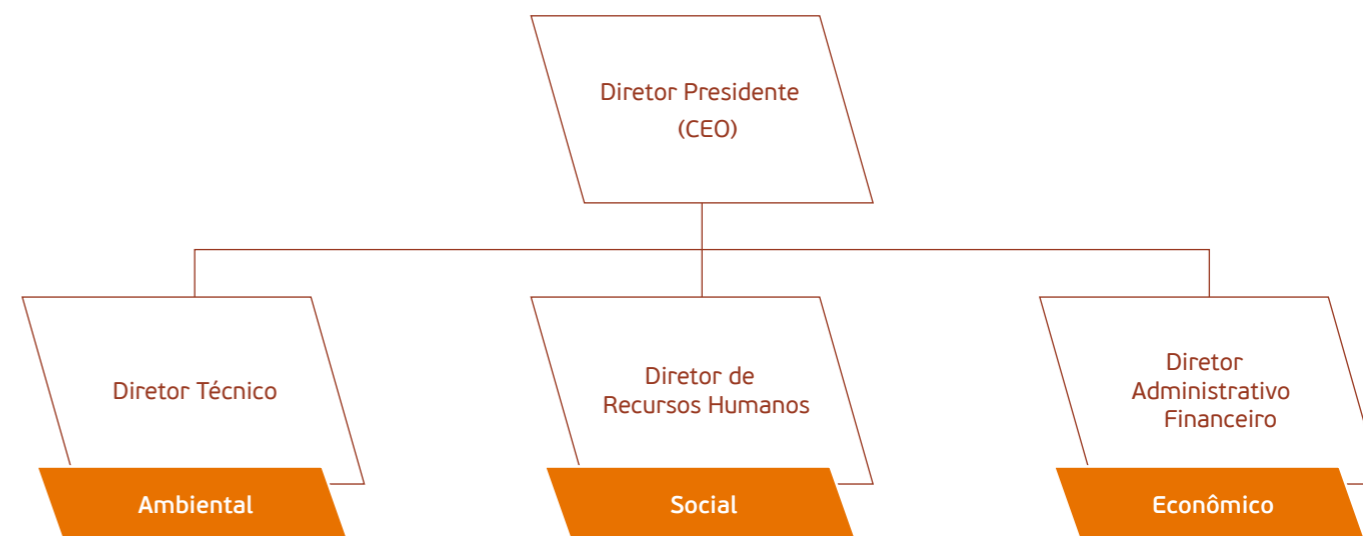 Diretor Presidente
(CEO)
Diretor Técnico
Diretor de
Recursos Humanos
Diretor
Administrativo
Financeiro
Ambiental
Social
Econômico